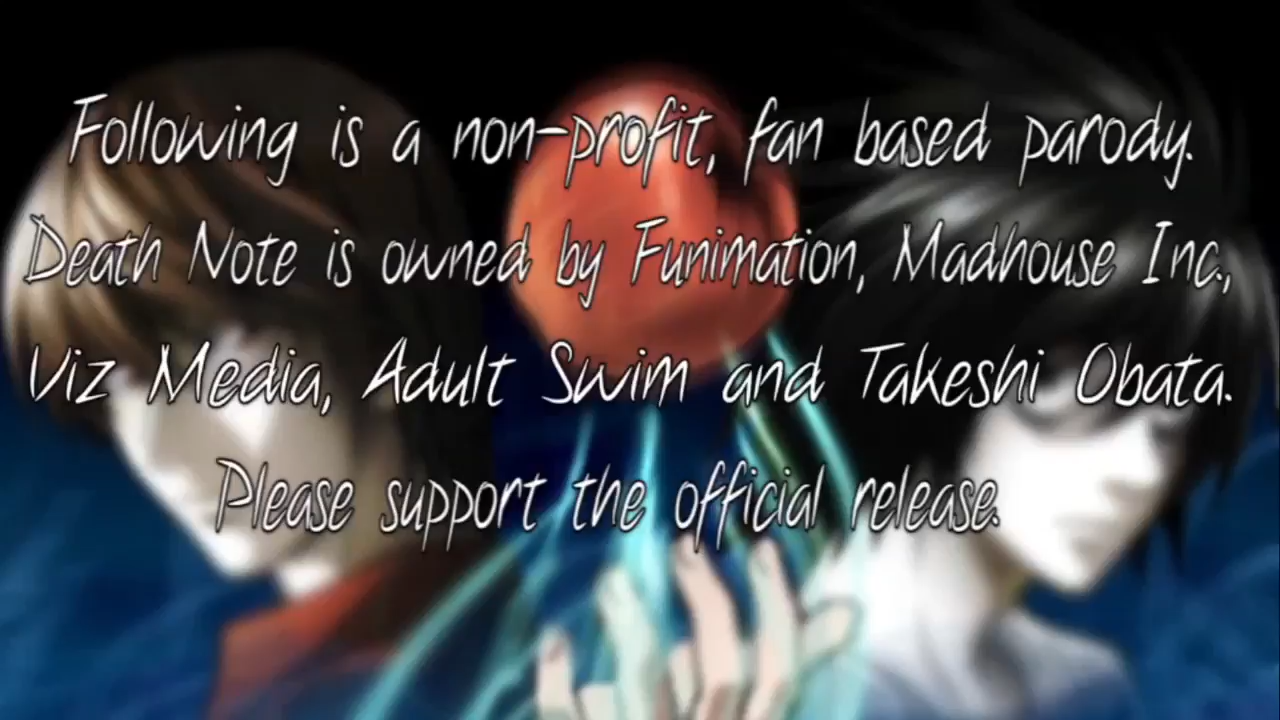 Following is a non-profit, fan based parody.
Death Note is owned by Funimation, Madhouse Inc.,
Viz Media, Adult Swim and Takeshi Obata.
Please support the official release.